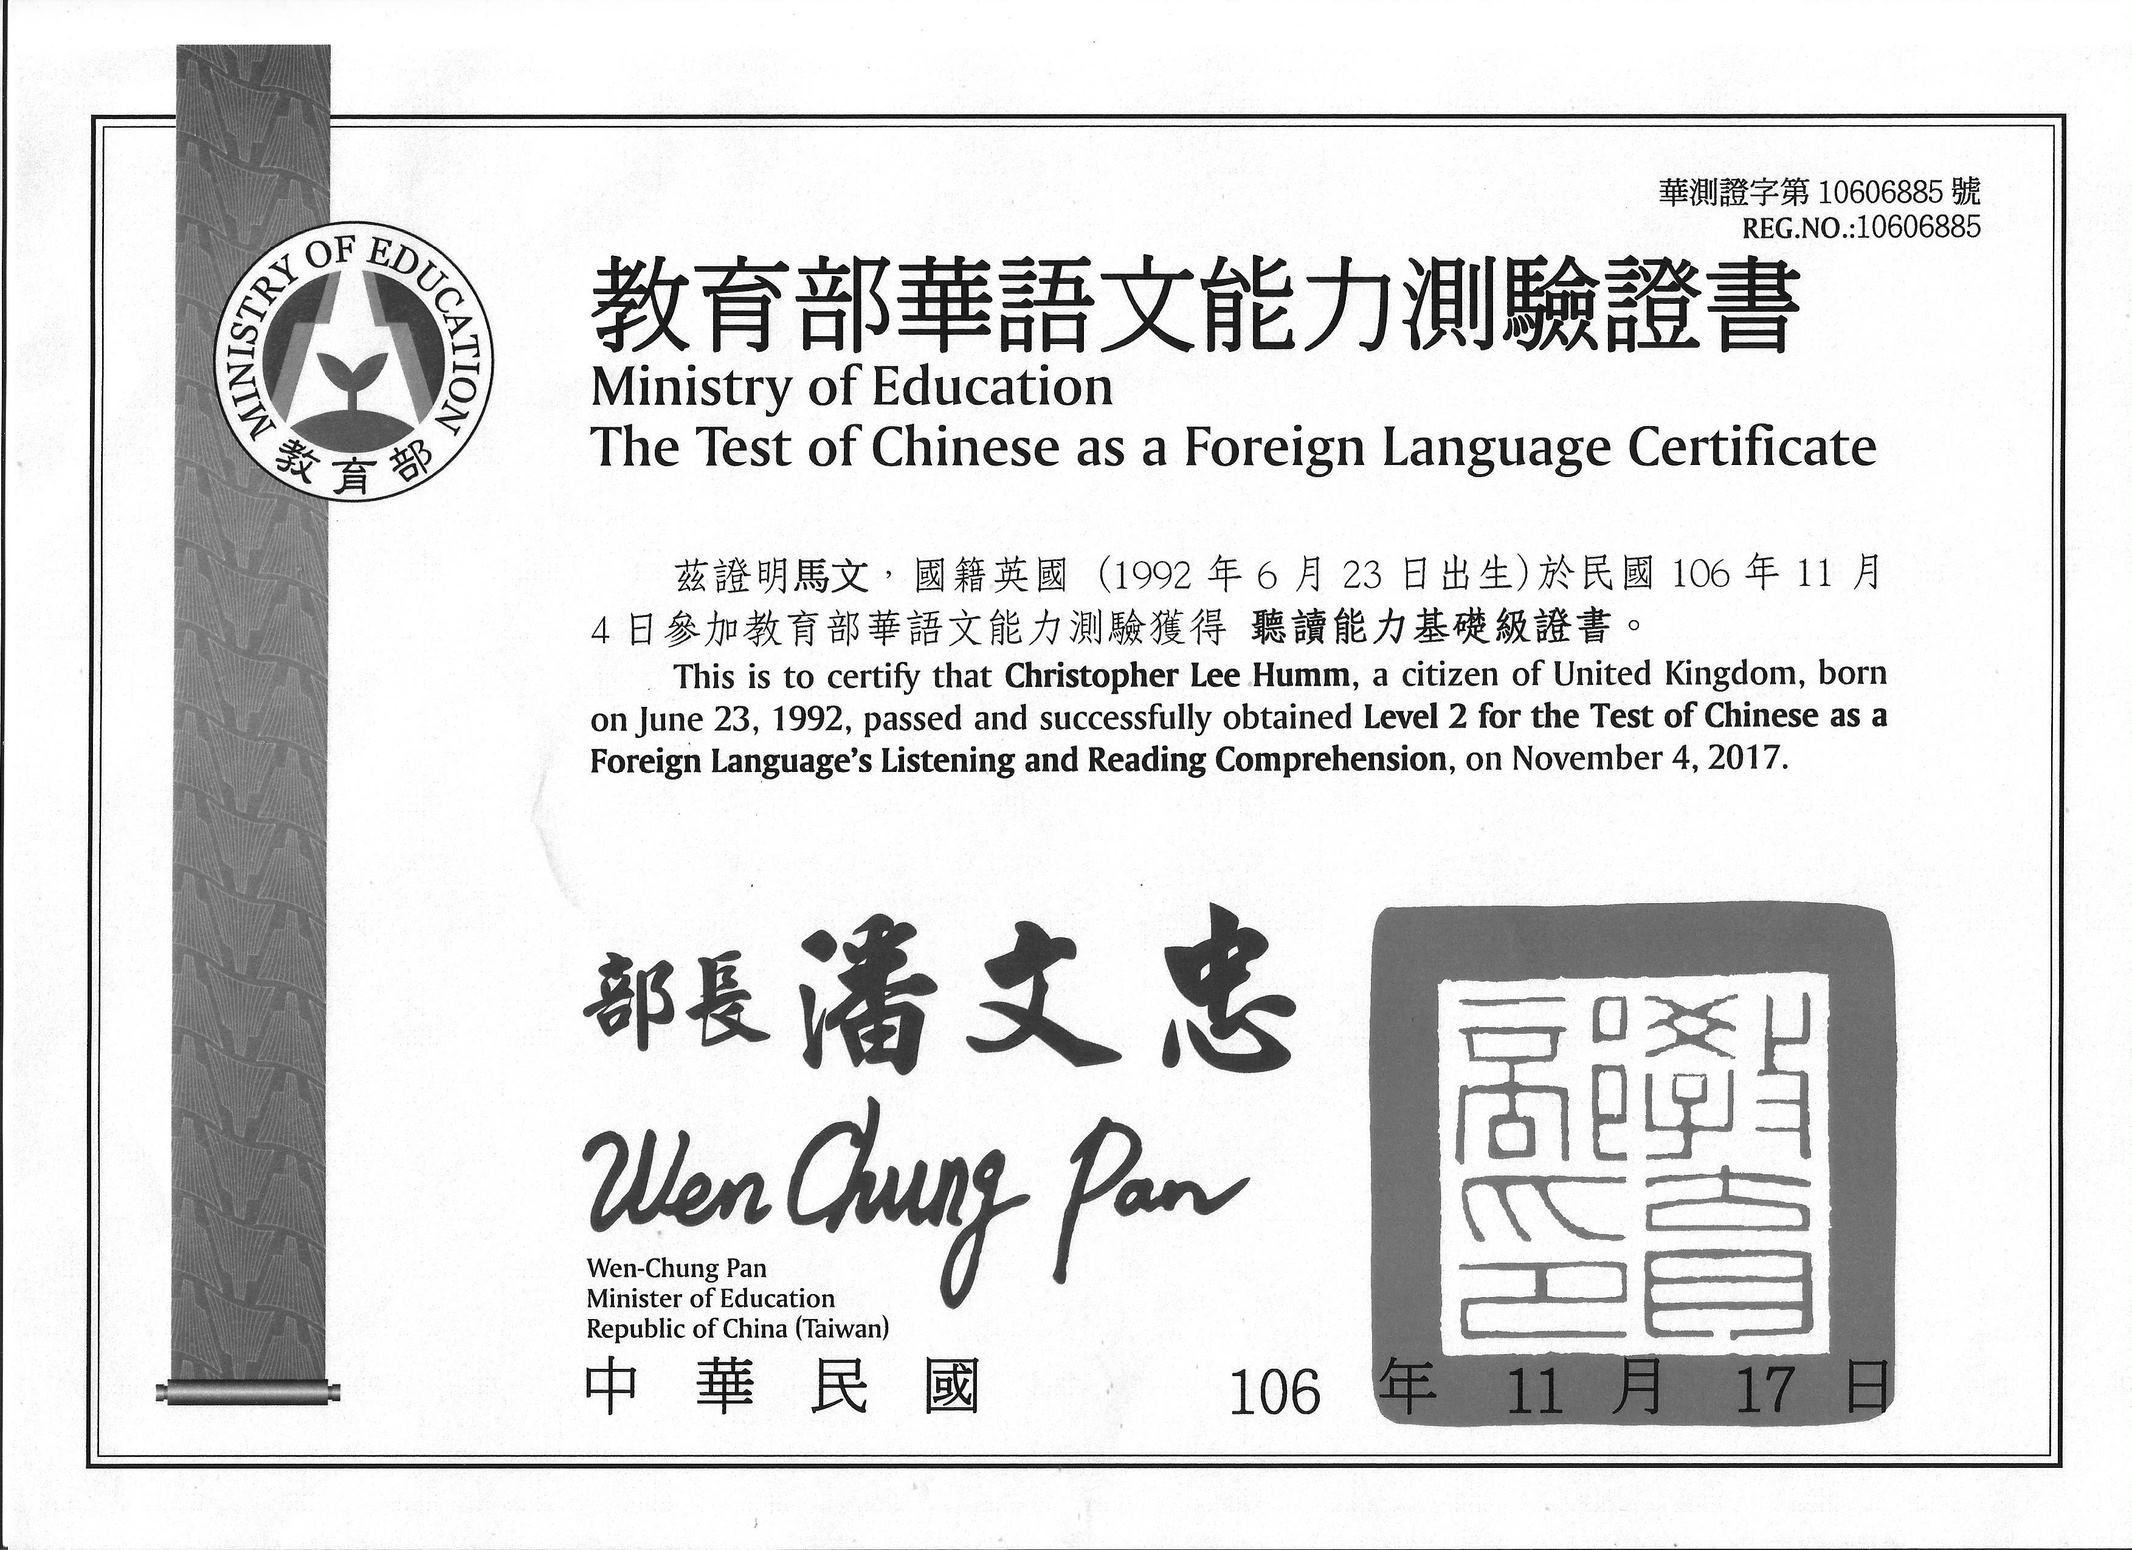 華測證字第 10606885 號
REG.NO.:10606885
MINISTRY OF EDUCATION
教育部
教育部華語文能力測驗證書
Ministry of Education
The Test of Chinese as a Foreign Language Certificate
茲證明馬文，國籍英國 (1992 年 6 月 23 日出生)於民國 106 年 11 月
4 日參加教育部華語文能力測驗獲得 聽讀能力基礎級證書。
This is to certify that Christopher Lee Humm, a citizen of United Kingdom, born
on June 23, 1992, passed and successfully obtained Level 2 for the Test of Chinese as a
Foreign Language's Listening and Reading Comprehension, on November 4, 2017.
部長 潘文忠
Wen Chung Pan
教育部印
Wen-Chung Pan
Minister of Education
Republic of China (Taiwan)
中華民國 106 年 11 月 17 日